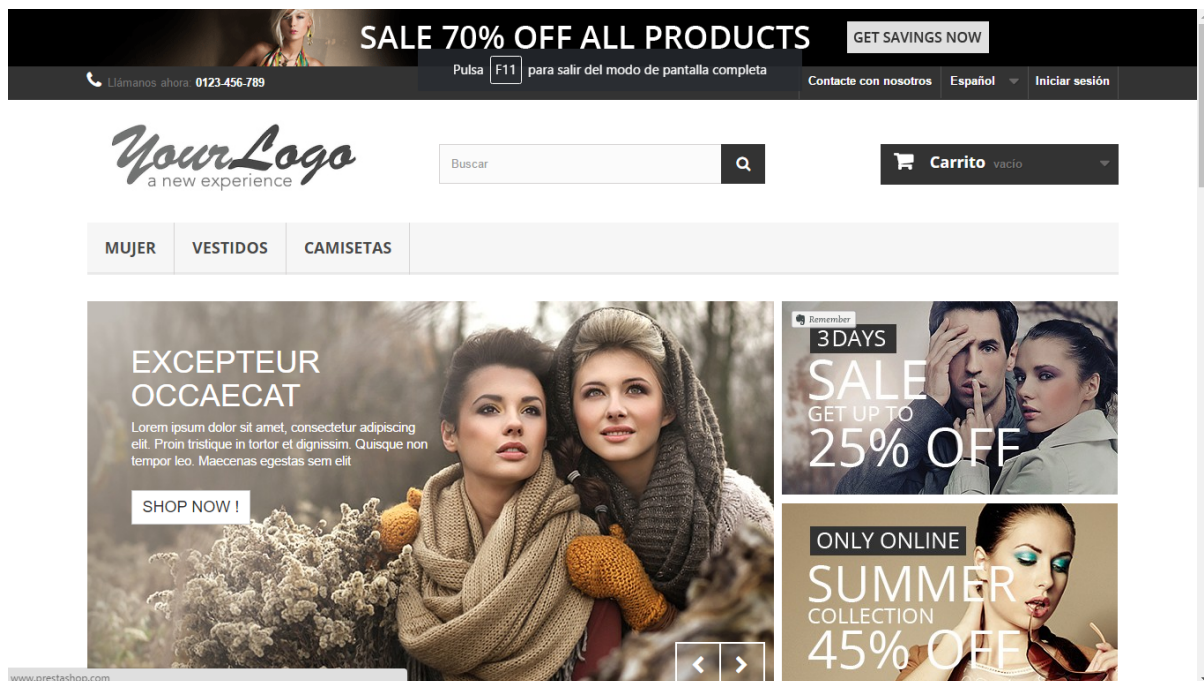 SALE 70% OFF ALL PRODUCTS
GET SAVINGS NOW
Pulsa F11 para salir del modo de pantalla completa
Llámanos ahora: 0123-456-789
Contacte con nosotros
Español
Iniciar sesión
YourLogo
a new experience
Buscar
Carrito vacío
MUJER
VESTIDOS
CAMISETAS
EXCEPTEUR
OCCAECAT
Lorem ipsum dolor sit amet, consectetur adipiscing
elit. Proin tristique in tortor et dignissim. Quisque non
tempor leo. Maecenas egestas sem elit
SHOP NOW !
Remember
3 DAYS
SALE
GET UP TO
25% OFF
ONLY ONLINE
SUMMER
COLLECTION
45% OFF
www.prestashop.com